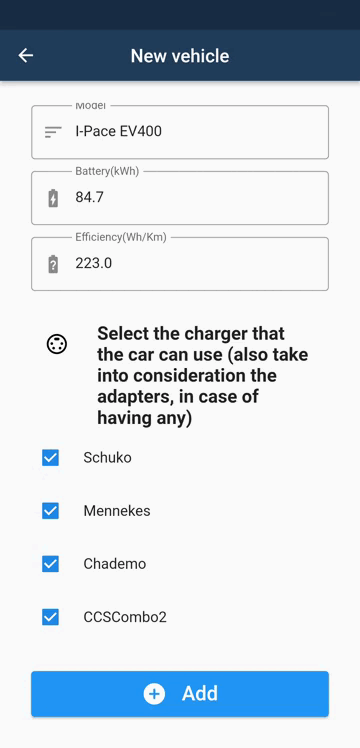 New vehicle
Model
I-Pace EV400
Battery(kWh)
84.7
Efficiency(Wh/Km)
223.0
Select the charger that
the car can use (also take
into consideration the
adapters, in case of
having any)
Schuko
Mennekes
Chademo
CCSCombo2
Add